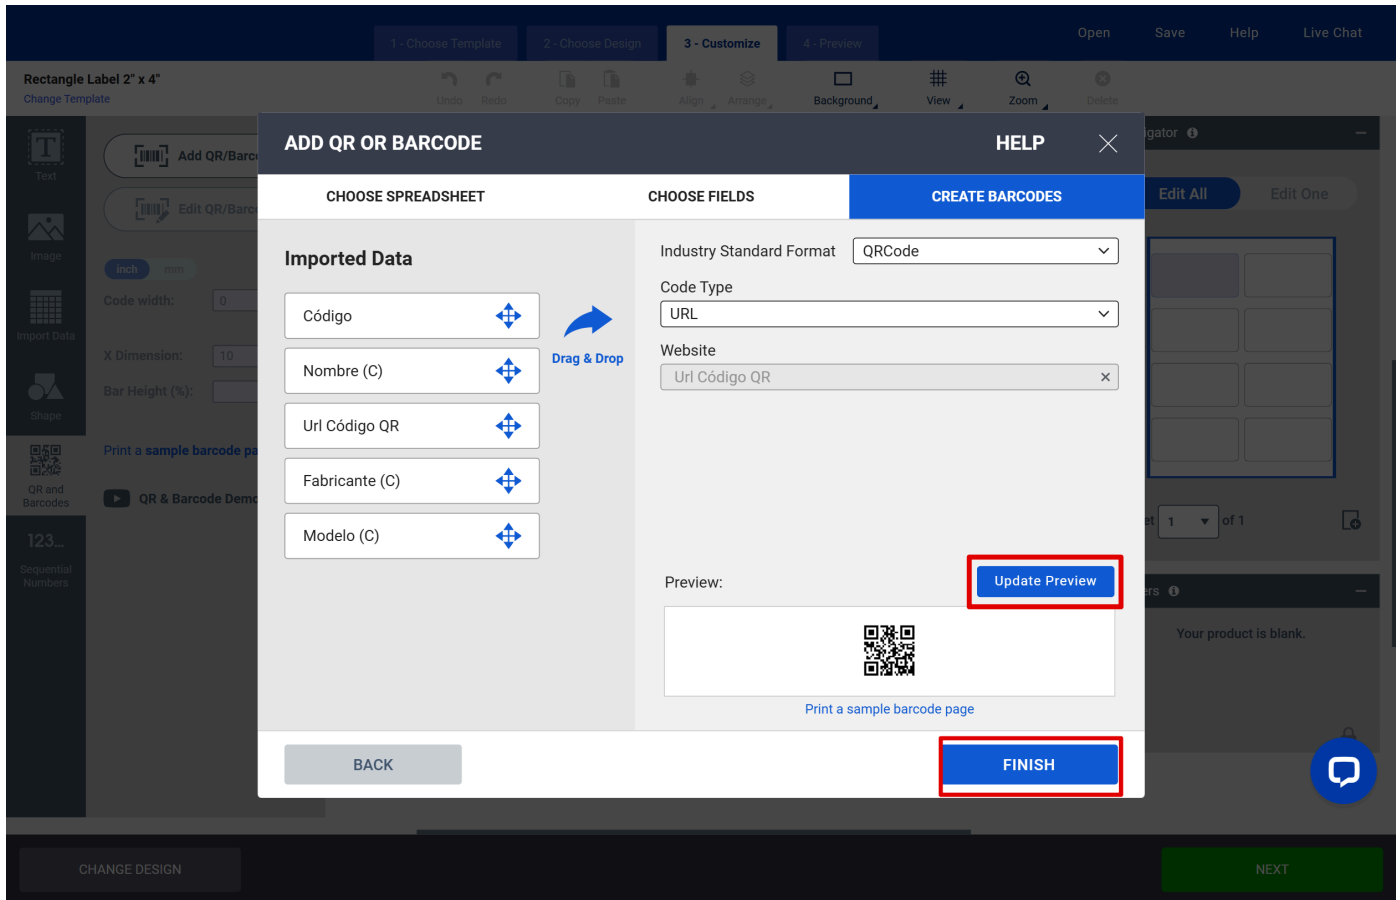 1 - Choose Template
2 - Choose Design
3 - Customize
4 - Preview
Open
Save
Help
Live Chat
Rectangle Label 2" x 4"
Change Template
Undo
Redo
Copy
Paste
Align
Arrange
Background
View
Zoom
Delete
Text
Image
Import Data
Shape
QR and
Barcodes
123...
Sequential
Numbers
Add QR/Barc
Edit QR/Barc
inch
mm
Code width:
0
X Dimension:
10
Bar Height (%):
Print a sample barcode pa
QR & Barcode Demo
ADD QR OR BARCODE
HELP
CHOOSE SPREADSHEET
CHOOSE FIELDS
CREATE BARCODES
Imported Data
Código
Nombre (C)
Url Código QR
Fabricante (C)
Modelo (C)
Drag & Drop
Industry Standard Format
QRCode
Code Type
URL
Website
Url Código QR
Preview:
Update Preview
Print a sample barcode page
BACK
FINISH
igator
Edit All
Edit One
et
1
of 1
ers
Your product is blank.
CHANGE DESIGN
NEXT